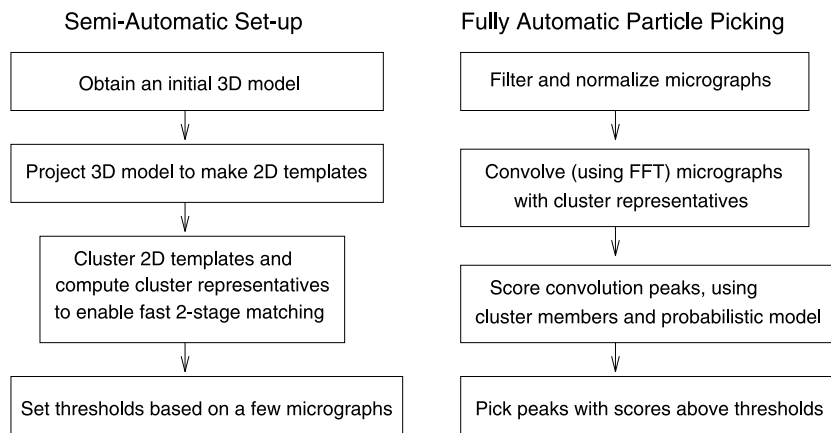 Semi-Automatic Set-up
Obtain an initial 3D model
Project 3D model to make 2D templates
Cluster 2D templates and
compute cluster representatives
to enable fast 2-stage matching
Set thresholds based on a few micrographs
Fully Automatic Particle Picking
Filter and normalize micrographs
Convolve (using FFT) micrographs
with cluster representatives
Score convolution peaks, using
cluster members and probabilistic model
Pick peaks with scores above thresholds